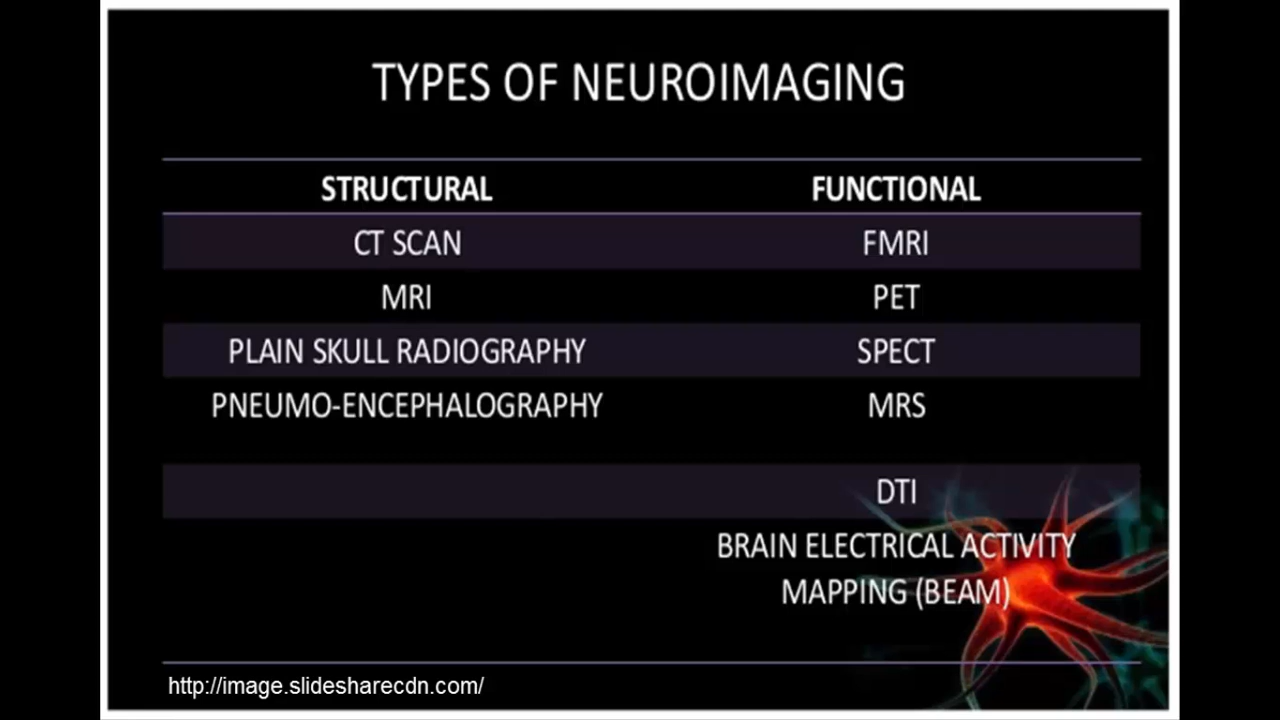 TYPES OF NEUROIMAGING
STRUCTURAL FUNCTIONAL
CT SCAN FMRI
MRI PET
PLAIN SKULL RADIOGRAPHY SPECT
PNEUMO-ENCEPHALOGRAPHY MRS
DTI
BRAIN ELECTRICAL ACTIVITY
MAPPING (BEAM)
http://image.slidesharecdn.com/